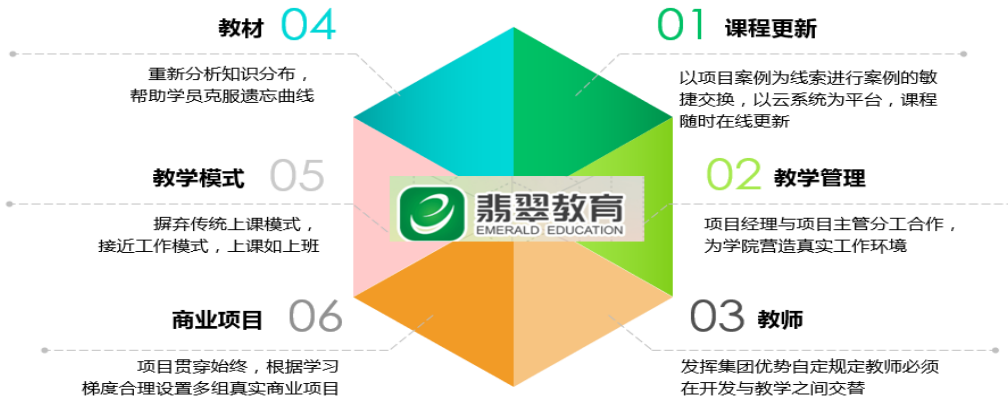 01 课程更新
以项目案例为线索进行案例的敏
捷交换，以云系统为平台，课程
随时在线更新
02 教学管理
项目经理与项目主管分工合作，
为学院营造真实工作环境
03 教师
发挥集团优势自定规定教师必须
在开发与教学之间交替
教材 04
重新分析知识分布，
帮助学员克服遗忘曲线
教学模式 05
摒弃传统上课模式，
接近工作模式，上课如上班
商业项目 06
项目贯穿始终，根据学习
梯度合理设置多组真实商业项目
翡翠教育
EMERALD EDUCATION